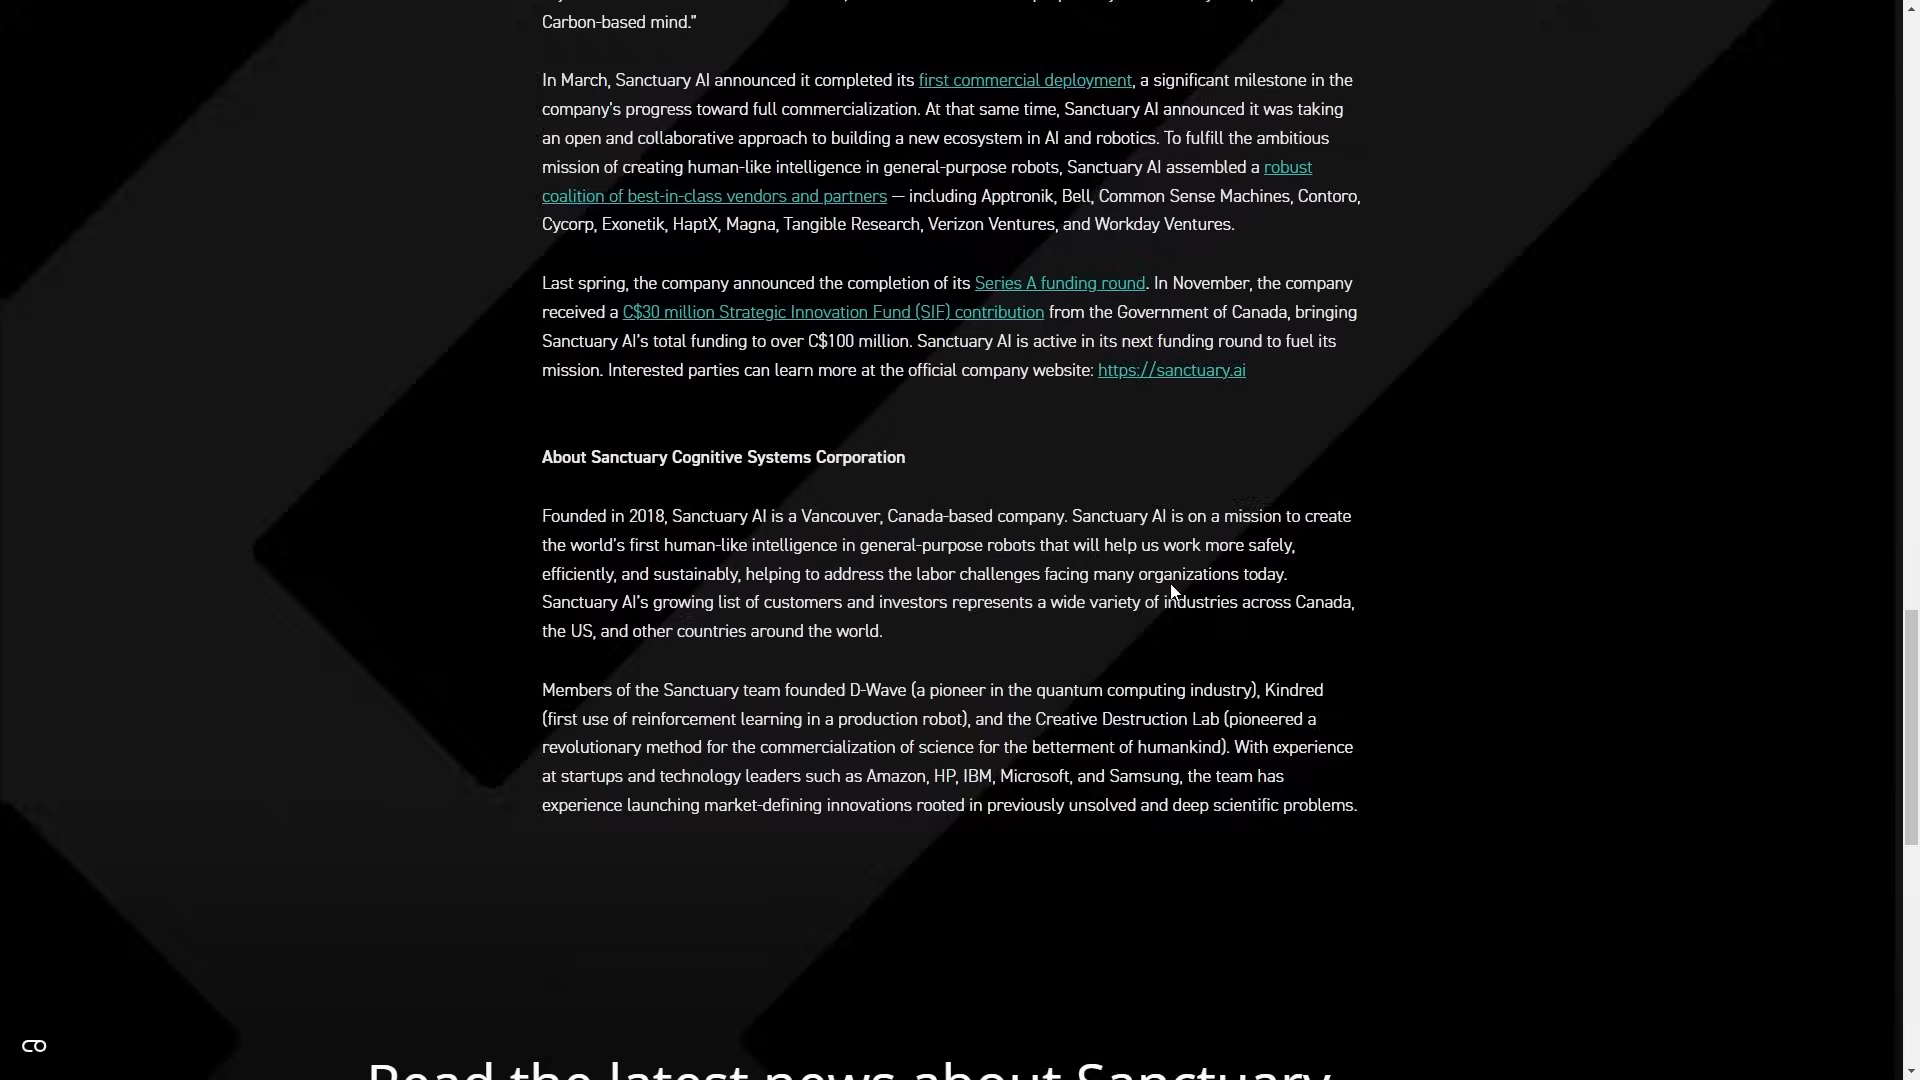 Carbon-based mind.”
In March, Sanctuary AI announced it completed its first commercial deployment, a significant milestone in the
company’s progress toward full commercialization. At that same time, Sanctuary AI announced it was taking
an open and collaborative approach to building a new ecosystem in AI and robotics. To fulfill the ambitious
mission of creating human-like intelligence in general-purpose robots, Sanctuary AI assembled a robust
coalition of best-in-class vendors and partners — including Apptronik, Bell, Common Sense Machines, Contoro,
Cycorp, Exonetik, HaptX, Magna, Tangible Research, Verizon Ventures, and Workday Ventures.
Last spring, the company announced the completion of its Series A funding round. In November, the company
received a C$30 million Strategic Innovation Fund (SIF) contribution from the Government of Canada, bringing
Sanctuary AI’s total funding to over C$100 million. Sanctuary AI is active in its next funding round to fuel its
mission. Interested parties can learn more at the official company website: https://sanctuary.ai
About Sanctuary Cognitive Systems Corporation
Founded in 2018, Sanctuary AI is a Vancouver, Canada-based company. Sanctuary AI is on a mission to create
the world’s first human-like intelligence in general-purpose robots that will help us work more safely,
efficiently, and sustainably, helping to address the labor challenges facing many organizations today.
Sanctuary AI’s growing list of customers and investors represents a wide variety of industries across Canada,
the US, and other countries around the world.
Members of the Sanctuary team founded D-Wave (a pioneer in the quantum computing industry), Kindred
(first use of reinforcement learning in a production robot), and the Creative Destruction Lab (pioneered a
revolutionary method for the commercialization of science for the betterment of humankind). With experience
at startups and technology leaders such as Amazon, HP, IBM, Microsoft, and Samsung, the team has
experience launching market-defining innovations rooted in previously unsolved and deep scientific problems.
Read the latest news about Sanctuary